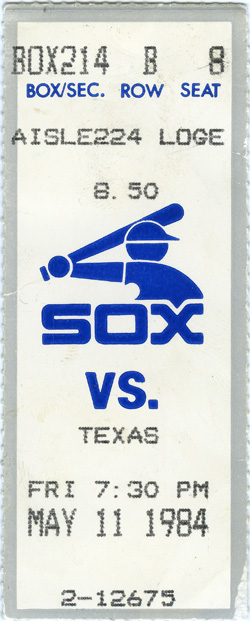 BOX214 B 8
BOX/SEC. ROW SEAT
AISLE224 LOGE
8.50
SOX
VS.
TEXAS
FRI 7:30 PM
MAY 11 1984
2-12675